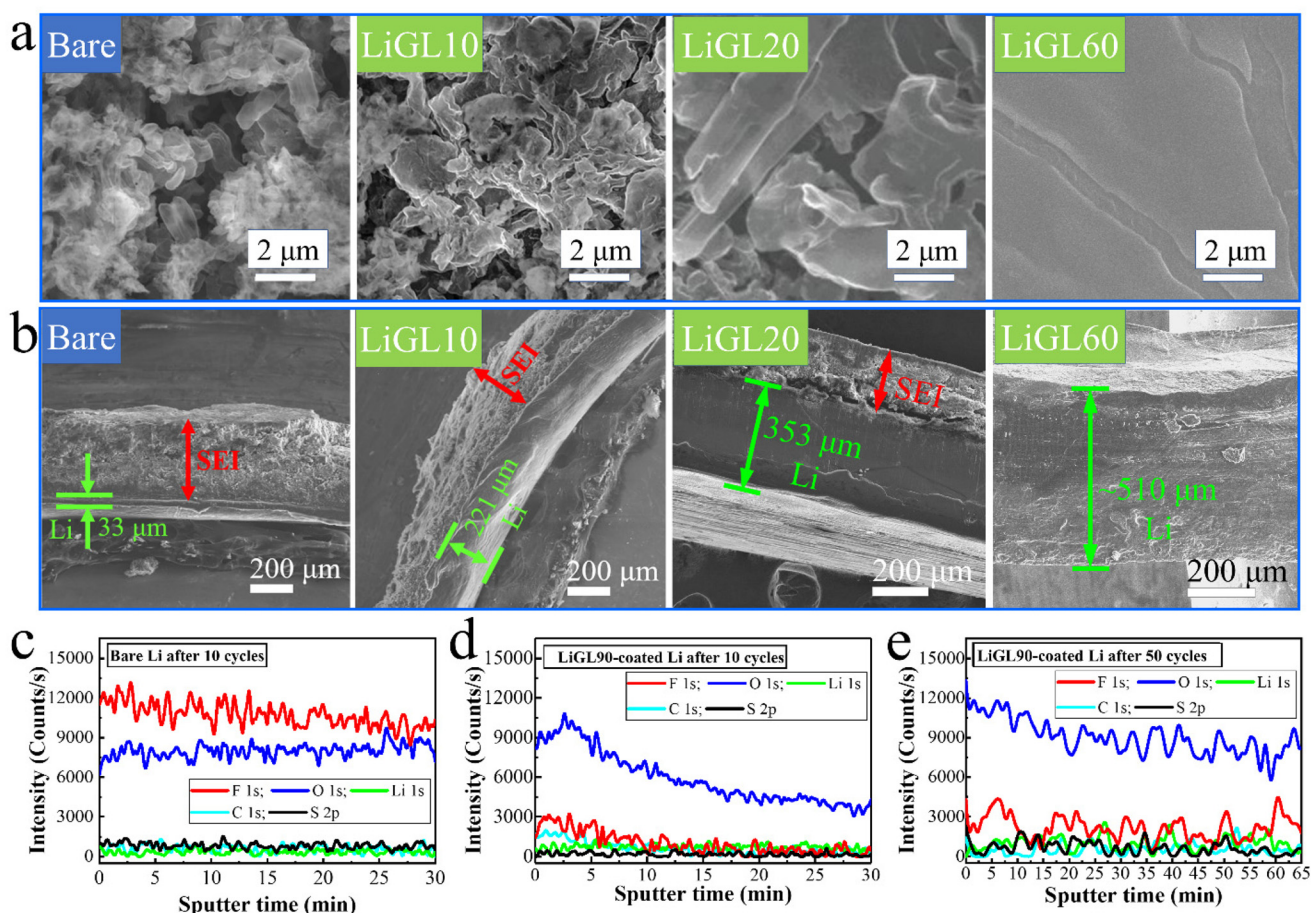 a
Bare
LiGL10
LiGL20
LiGL60
2 μm
2 μm
2 μm
2 μm
b
Bare
LiGL10
LiGL20
LiGL60
SEI
Li 33 μm
200 μm
SEI
221 μm
Li
200 μm
SEI
353 μm
Li
200 μm
~510 μm
Li
200 μm
c
Bare Li after 10 cycles
F 1s; O 1s; Li 1s
C 1s; S 2p
Intensity (Counts/s)
15000
12000
9000
6000
3000
0
0 5 10 15 20 25 30
Sputter time (min)
d
LiGL90-coated Li after 10 cycles
F 1s; O 1s; Li 1s
C 1s; S 2p
Intensity (Counts/s)
15000
12000
9000
6000
3000
0
0 5 10 15 20 25 30
Sputter time (min)
e
LiGL90-coated Li after 50 cycles
F 1s; O 1s; Li 1s
C 1s; S 2p
Intensity (Counts/s)
15000
12000
9000
6000
3000
0
0 5 10 15 20 25 30 35 40 45 50 55 60 65
Sputter time (min)